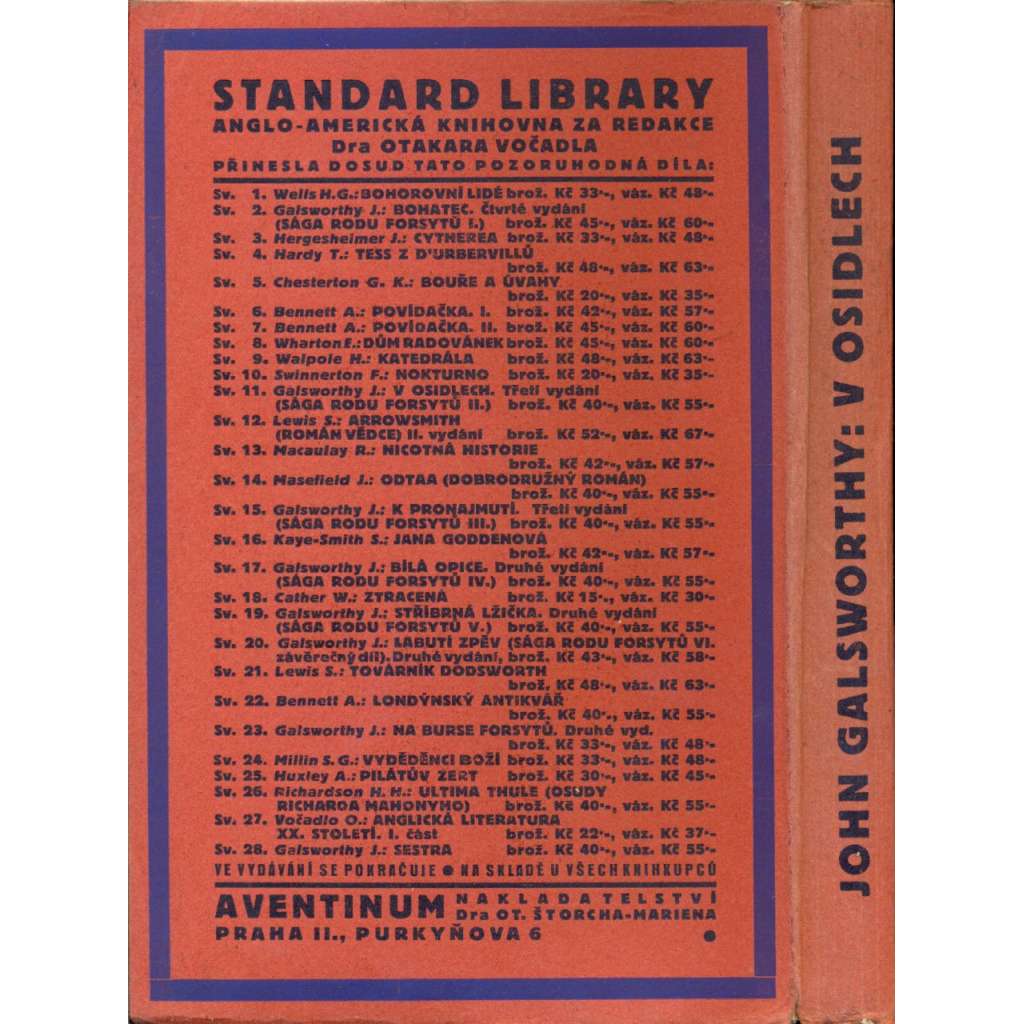 STANDARD LIBRARY
ANGLO-AMERICKÁ KNIHOVNA ZA REDAKCE
Dra OTAKARA VOČADLA
PŘINESLA DOSUD TATO POZORUHODNÁ DÍLA:
Sv. 1. Wells H.G.: BOHOROVNÍ LIDÉ brož. Kč 33·-, váz. Kč 48·-
Sv. 2. Galsworthy J.: BOHATEC. Čtvrté vydání
(SÁGA RODU FORSYTŮ I.) brož. Kč 45·-, váz. Kč 60·-
Sv. 3. Hergesheimer J.: CYTHEREA brož. Kč 33·-, váz. Kč 48·-
Sv. 4. Hardy T.: TESS Z D'URBERVILLŮ
brož. Kč 48·-, váz. Kč 63·-
Sv. 5. Chesterton G. K.: BOUŘE A ÚVAHY
brož. Kč 20·-, váz. Kč 35·-
Sv. 6. Bennett A.: POVÍDAČKA. I. brož. Kč 42·-, váz. Kč 57·-
Sv. 7. Bennett A.: POVÍDAČKA. II. brož. Kč 45·-, váz. Kč 60·-
Sv. 8. Wharton E.: DŮM RADOVÁNEK brož. Kč 45·-, váz. Kč 60·-
Sv. 9. Walpole H.: KATEDRÁLA brož. Kč 48·-, váz. Kč 63·-
Sv. 10. Swinnerton F.: NOKTURNO brož. Kč 20·-, váz. Kč 35·-
Sv. 11. Galsworthy J.: V OSIDLECH. Třetí vydání
(SÁGA RODU FORSYTŮ II.) brož. Kč 40·-, váz. Kč 55·-
Sv. 12. Lewis S.: ARROWSMITH
(ROMÁN VĚDCE) II. vydání brož. Kč 52·-, váz. Kč 67·-
Sv. 13. Macaulay R.: NICOTNÁ HISTORIE
brož. Kč 42·-, váz. Kč 57·-
Sv. 14. Masefield J.: ODTAA (DOBRODRUŽNÝ ROMÁN)
brož. Kč 40·-, váz. Kč 55·-
Sv. 15. Galsworthy J.: K PRONAJMUTÍ. Třetí vydání
(SÁGA RODU FORSYTŮ III.) brož. Kč 40·-, váz. Kč 55·-
Sv. 16. Kaye-Smith S.: JANA GODDENOVÁ
brož. Kč 42·-, váz. Kč 57·-
Sv. 17. Galsworthy J.: BÍLÁ OPICE. Druhé vydání
(SÁGA RODU FORSYTŮ IV.) brož. Kč 40·-, váz. Kč 55·-
Sv. 18. Cather W.: ZTRACENÁ brož. Kč 15·-, váz. Kč 30·-
Sv. 19. Galsworthy J.: STŘÍBRNÁ LŽIČKA. Druhé vydání
(SÁGA RODU FORSYTŮ V.) brož. Kč 40·-, váz. Kč 55·-
Sv. 20. Galsworthy J.: LABUTÍ ZPĚV (SÁGA RODU FORSYTŮ VI.
závěrečný díl). Druhé vydání, brož. Kč 43·-, váz. Kč 58·-
Sv. 21. Lewis S.: TOVÁRNÍK DODSWORTH
brož. Kč 48·-, váz. Kč 63·-
Sv. 22. Bennett A.: LONDÝNSKÝ ANTIKVÁŘ
brož. Kč 40·-, váz. Kč 55·-
Sv. 23. Galsworthy J.: NA BURSE FORSYTŮ. Druhé vyd.
brož. Kč 33·-, váz. Kč 48·-
Sv. 24. Millin S. G.: VYDĚDĚNCI BOŽÍ brož. Kč 33·-, váz. Kč 48·-
Sv. 25. Huxley A.: PILÁTŮV ŽERT brož. Kč 30·-, váz. Kč 45·-
Sv. 26. Richardson H. H.: ULTIMA THULE (OSUDY
RICHARDA MAHONYHO) brož. Kč 40·-, váz. Kč 55·-
Sv. 27. Vočadlo O.: ANGLICKÁ LITERATURA
XX. STOLETÍ. I. část brož. Kč 22·-, váz. Kč 37·-
Sv. 28. Galsworthy J.: SESTRA brož. Kč 40·-, váz. Kč 55·-
VE VYDÁVÁNÍ SE POKRAČUJE ● NA SKLADĚ U VŠECH KNIHKUPCŮ
AVENTINUM NAKLADATELSTVÍ
Dra OT. ŠTORCHA-MARIENA
PRAHA II., PURKYŇOVA 6 ●
JOHN GALSWORTHY: V OSIDLECH